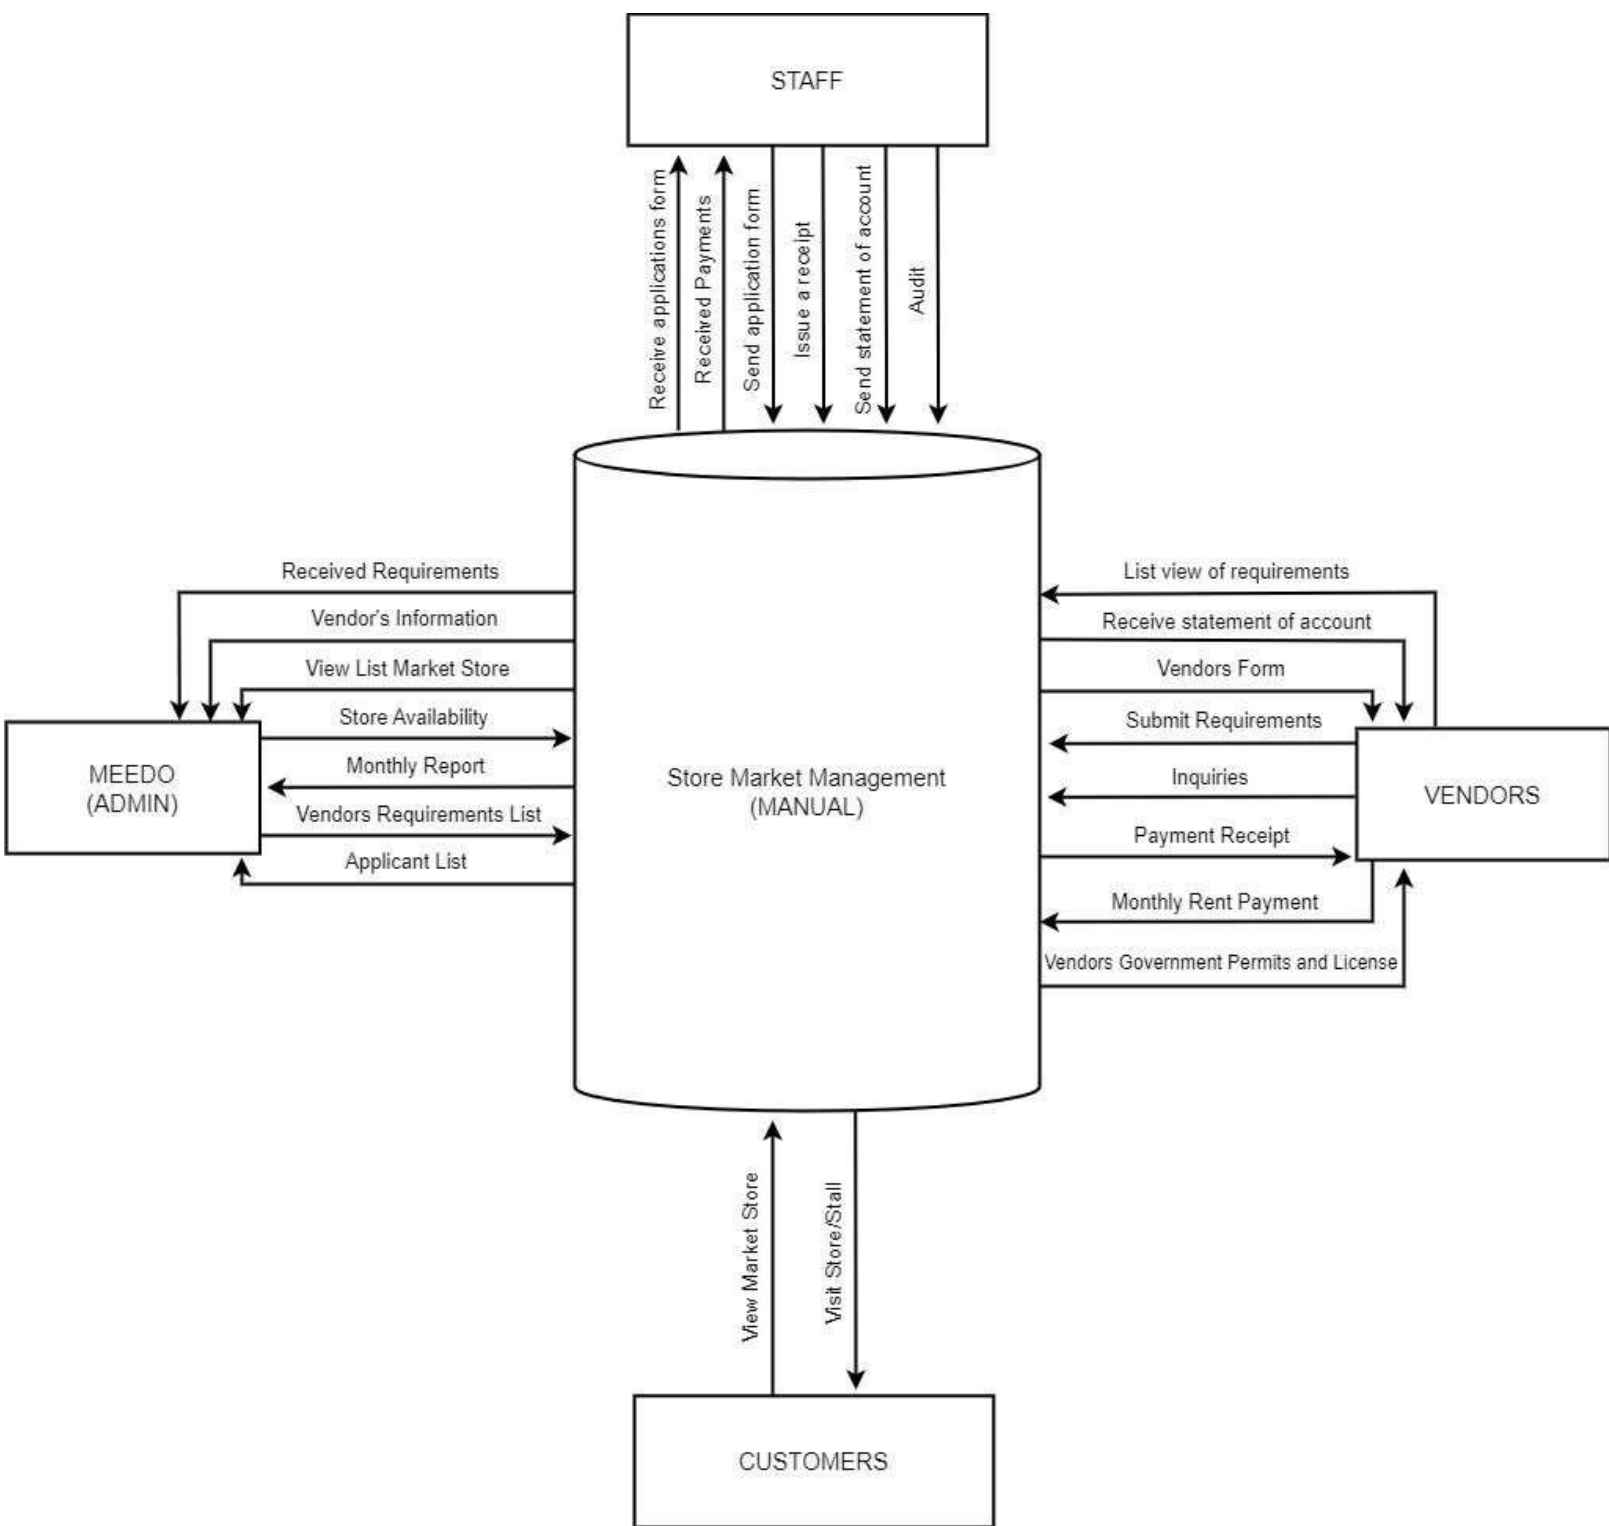 STAFF
Receive applications form
Received Payments
Send application form
Issue a receipt
Send statement of account
Audit
Received Requirements
Vendor's Information
View List Market Store
Store Availability
Monthly Report
Vendors Requirements List
Applicant List
MEEDO
(ADMIN)
Store Market Management
(MANUAL)
List view of requirements
Receive statement of account
Vendors Form
Submit Requirements
Inquiries
Payment Receipt
Monthly Rent Payment
Vendors Government Permits and License
VENDORS
View Market Store
Visit Store/Stall
CUSTOMERS